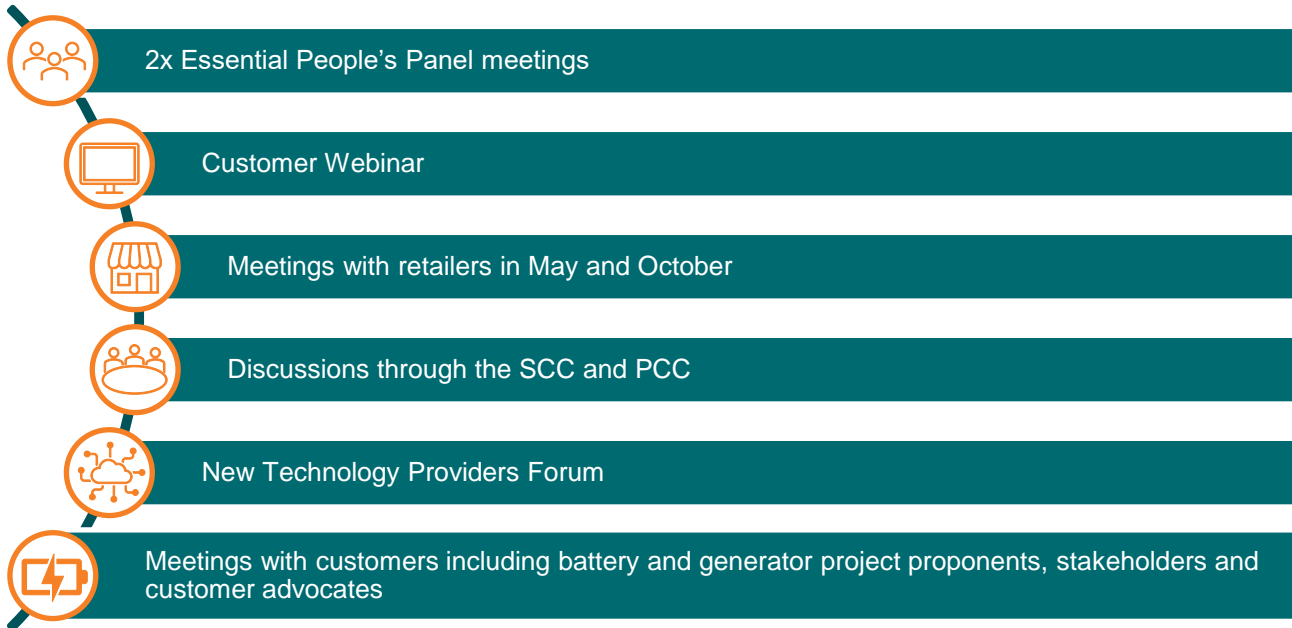 2x Essential People’s Panel meetings
Customer Webinar
Meetings with retailers in May and October
Discussions through the SCC and PCC
New Technology Providers Forum
Meetings with customers including battery and generator project proponents, stakeholders and
customer advocates